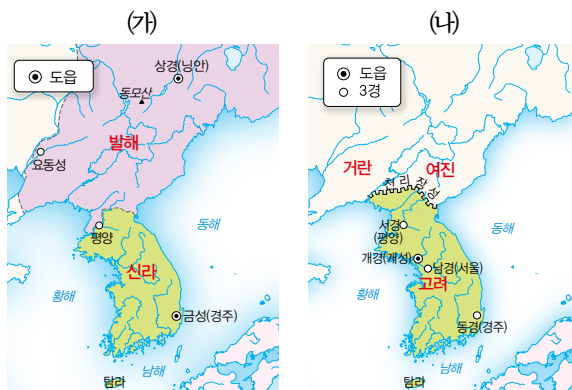 (가)
도읍
상경(닝안)
동모산
발해
요동성
평양
동해
신라
황해
금성(경주)
남해
탐라
(나)
도읍
3경
거란
여진
천리장성
서경
(평양)
동해
개경(개성)
남경(서울)
고려
황해
동경(경주)
남해
탐라